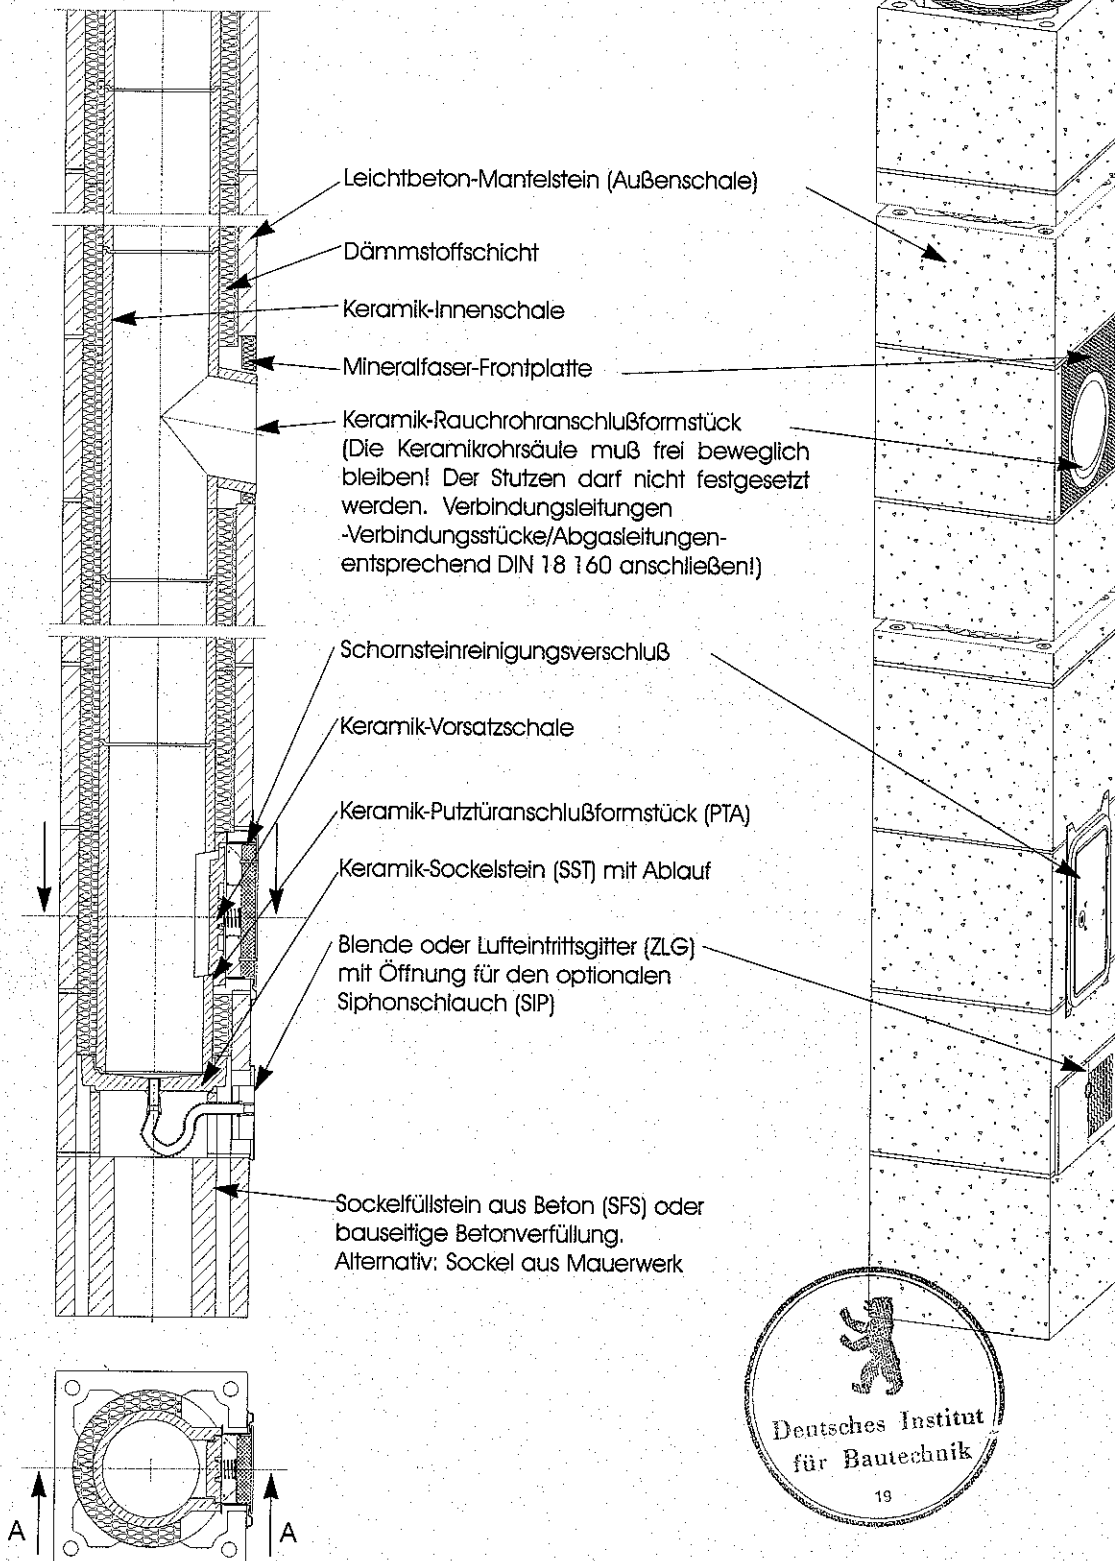 Leichtbeton-Mantelstein (Außenschale)
Dämmstoffschicht
Keramik-Innenschale
Mineralfaser-Frontplatte
Keramik-Rauchrohranschlußformstück
(Die Keramikrohrsäule muß frei beweglich
bleiben! Der Stutzen darf nicht festgesetzt
werden. Verbindungsleitungen
-Verbindungsstücke/Abgasleitungen-
entsprechend DIN 18 160 anschließen!)
Schornsteinreinigungsverschluß
Keramik-Vorsatzschale
Keramik-Putztüranschlußformstück (PTA)
Keramik-Sockelstein (SST) mit Ablauf
Blende oder Lufteintrittsgitter (ZLG)
mit Öffnung für den optionalen
Siphonschlauch (SIP)
Sockelfüllstein aus Beton (SFS) oder
bauseitige Betonverfüllung.
Alternativ: Sockel aus Mauerwerk
Deutsches Institut
für Bautechnik
19
A A